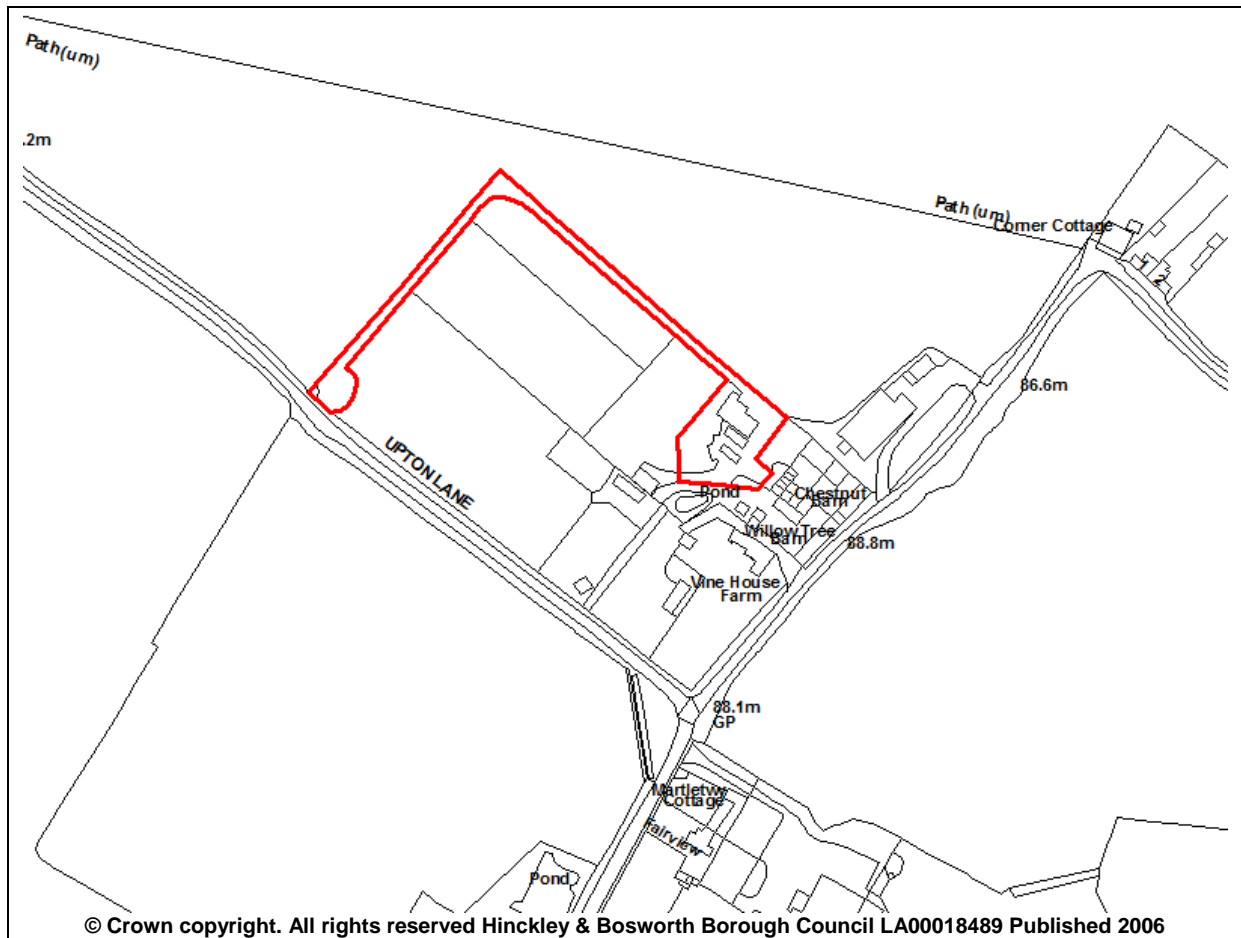 Path (um)
.2m
Path (um)
Corner Cottage
1
2
86.6m
UPTON LANE
Pond
Chestnut
Barn
Willow Tree
Barn
88.8m
Vine House
Farm
88.1m
GP
Cottage
Fairview
Pond
© Crown copyright. All rights reserved Hinckley & Bosworth Borough Council LA00018489 Published 2006